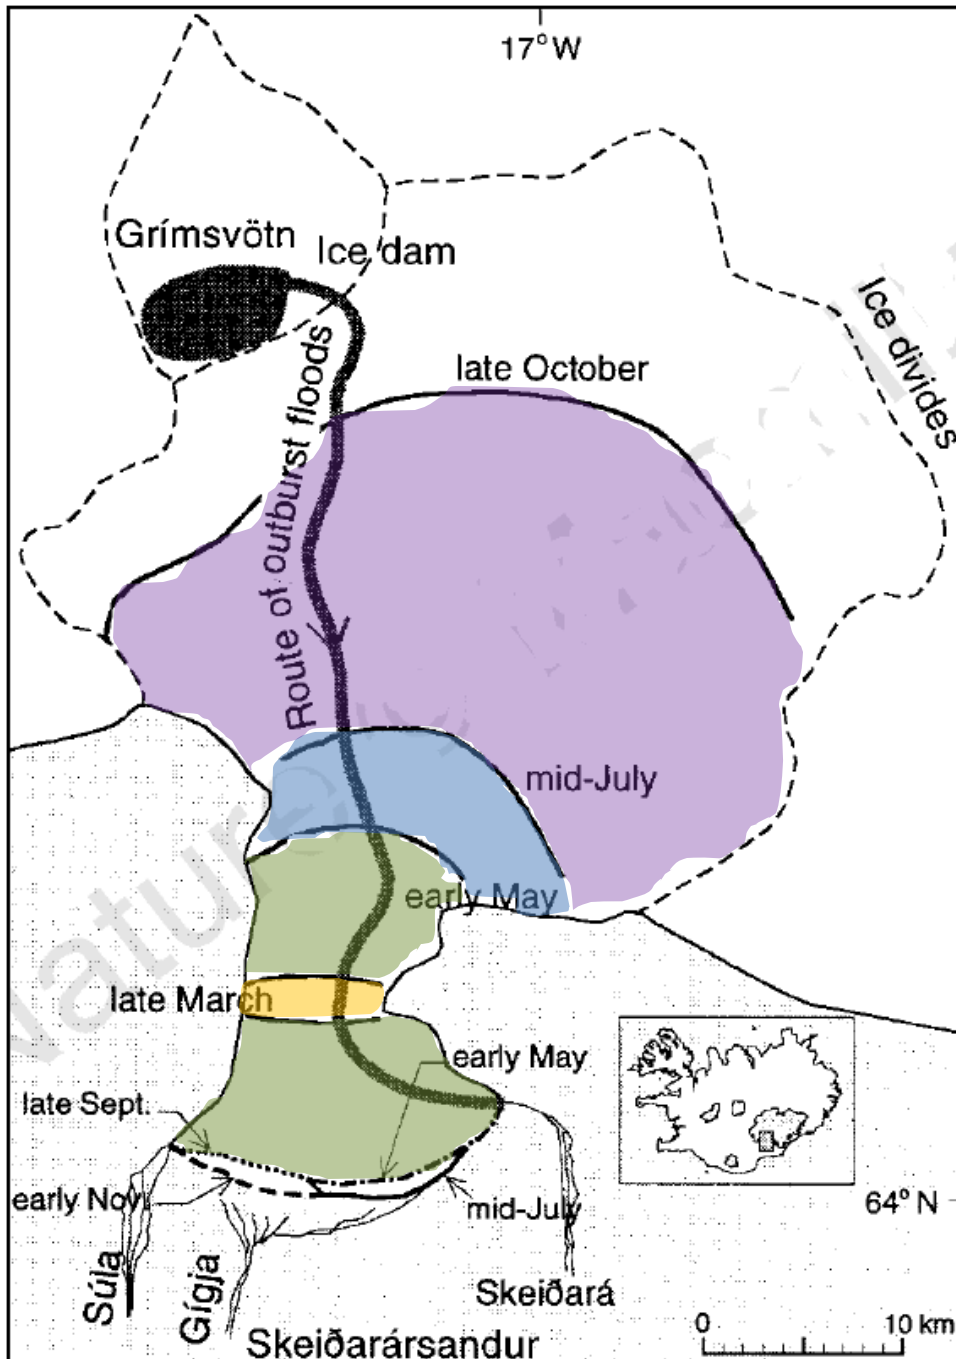 17° W
Grímsvötn
Ice dam
Ice divides
late October
Route of outburst floods
mid-July
early May
late March
early May
late Sept.
early Nov.
mid-July
64° N
Súla
Gígja
Skeiðará
Skeiðarársandur
0 10 km
nature